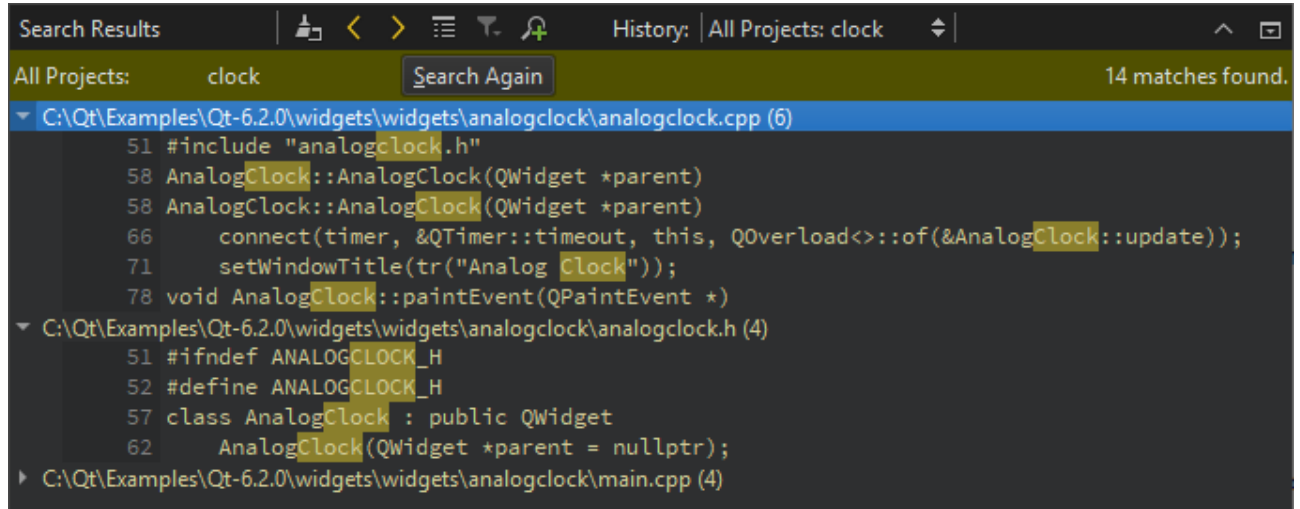 Search Results History: All Projects: clock
All Projects: clock Search Again 14 matches found.
C:\Qt\Examples\Qt-6.2.0\widgets\widgets\analogclock\analogclock.cpp (6)
51 #include "analogclock.h"
58 AnalogClock::AnalogClock(QWidget *parent)
58 AnalogClock::AnalogClock(QWidget *parent)
66 connect(timer, &QTimer::timeout, this, QOverload<>::of(&AnalogClock::update));
71 setWindowTitle(tr("Analog Clock"));
78 void AnalogClock::paintEvent(QPaintEvent *)
C:\Qt\Examples\Qt-6.2.0\widgets\widgets\analogclock\analogclock.h (4)
51 #ifndef ANALOGCLOCK_H
52 #define ANALOGCLOCK_H
57 class AnalogClock : public QWidget
62 AnalogClock(QWidget *parent = nullptr);
C:\Qt\Examples\Qt-6.2.0\widgets\widgets\analogclock\main.cpp (4)